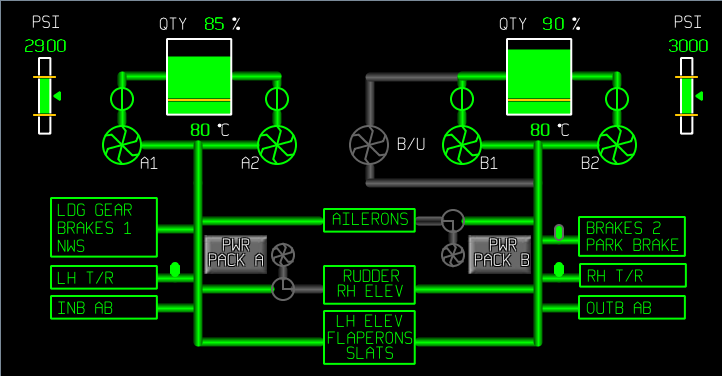 PSI
QTY 85 %
QTY 90 %
PSI
2900
3000
80 °C
80 °C
A1
A2
B/U
B1
B2
LDG GEAR
BRAKES 1
NWS
AILERONS
BRAKES 2
PARK BRAKE
PWR
PACK A
PWR
PACK B
LH T/R
RUDDER
RH ELEV
RH T/R
INB AB
OUTB AB
LH ELEV
FLAPERONS
SLATS